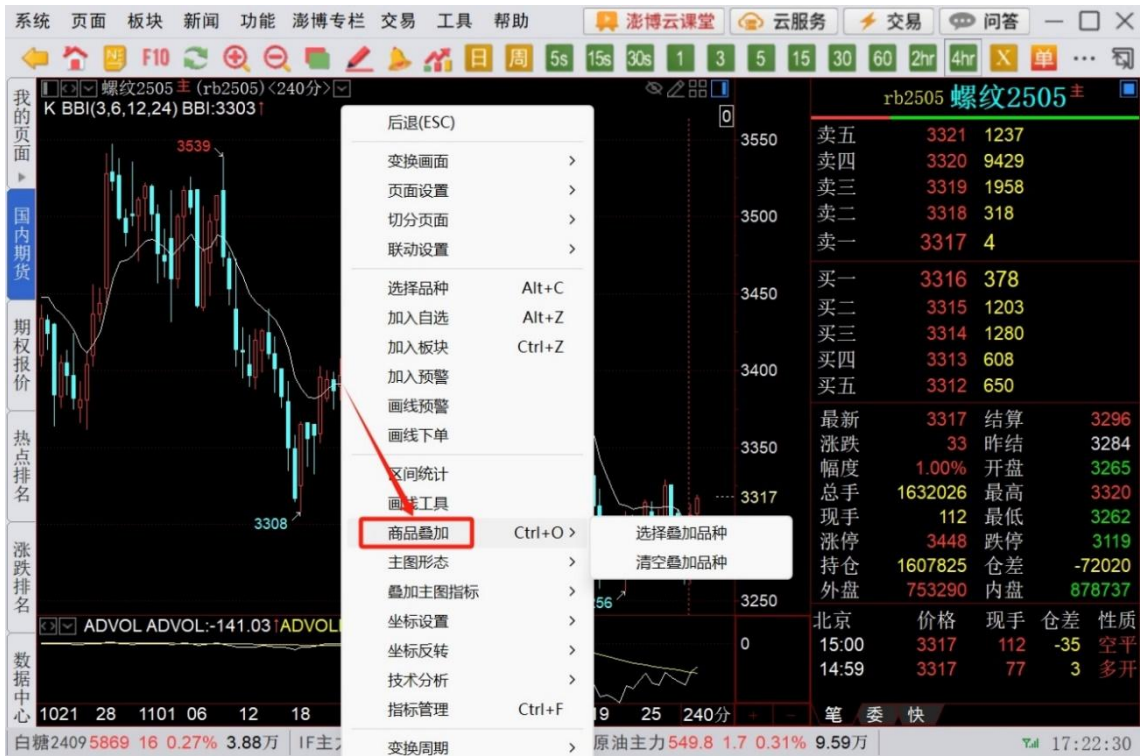 系统 页面 板块 新闻 功能 澎博专栏 交易 工具 帮助 澎博云课堂 云服务 交易 问答
F10 日 周 5s 15s 30s 1 3 5 15 30 60 2hr 4hr X 单 ...
我的页面
国内期货
期权报价
热点排名
涨跌排名
数据中心
螺纹2505主 (rb2505)<240分>
K BBI(3,6,12,24) BBI:3303↑
3539
3308
后退(ESC)
变换画面
页面设置
切分页面
联动设置
选择品种 Alt+C
加入自选 Alt+Z
加入板块 Ctrl+Z
加入预警
画线预警
画线下单
区间统计
画线工具
商品叠加 Ctrl+O
主图形态
叠加主图指标
坐标设置
坐标反转
技术分析
指标管理 Ctrl+F
变换周期
选择叠加品种
清空叠加品种
0
3550
3500
3450
3400
3350
3317
3250
56
ADVOL ADVOL:-141.03↑ADVOL
0
1021 28 1101 06 12 18 19 25 240分 + -
rb2505 螺纹2505主
卖五 3321 1237
卖四 3320 9429
卖三 3319 1958
卖二 3318 318
卖一 3317 4
买一 3316 378
买二 3315 1203
买三 3314 1280
买四 3313 608
买五 3312 650
最新 3317 结算 3296
涨跌 33 昨结 3284
幅度 1.00% 开盘 3265
总手 1632026 最高 3320
现手 112 最低 3262
涨停 3448 跌停 3119
持仓 1607825 仓差 -72020
外盘 753290 内盘 878737
北京 价格 现手 仓差 性质
15:00 3317 112 -35 空平
14:59 3317 77 3 多开
笔 委 快
白糖2409 5869 16 0.27% 3.88万 IF主 原油主力 549.8 1.7 0.31% 9.59万 17:22:30